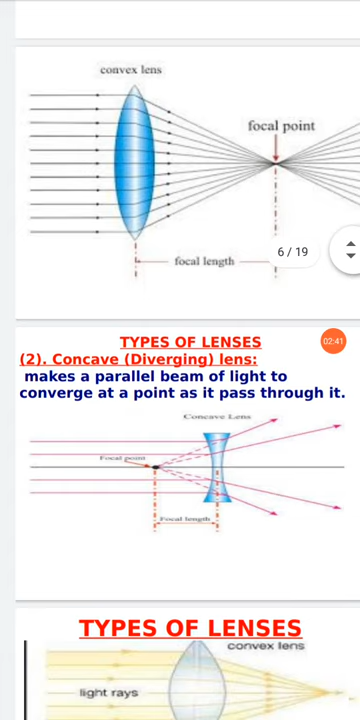 convex lens
focal point
focal length
6 / 19
TYPES OF LENSES
02:41
(2). Concave (Diverging) lens:
makes a parallel beam of light to
converge at a point as it pass through it.
Concave Lens
Focal point
Focal length
TYPES OF LENSES
convex lens
light rays